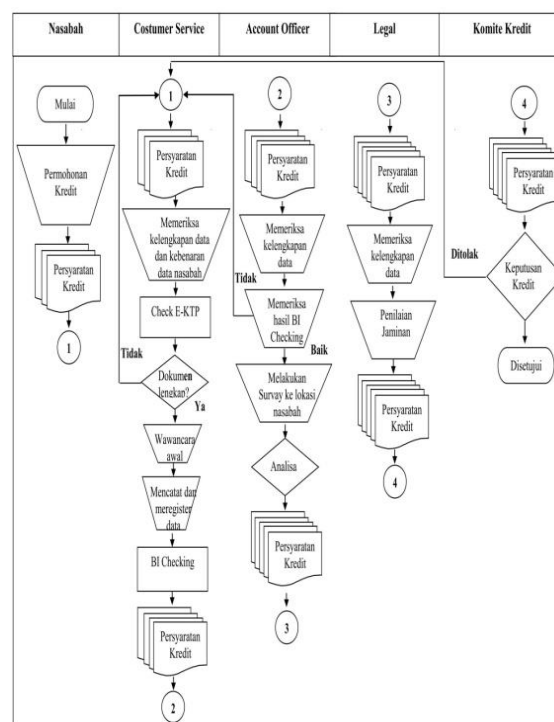 Nasabah
Costumer Service
Account Officer
Legal
Komite Kredit
Mulai
Permohonan
Kredit
Persyaratan
Kredit
1
1
Persyaratan
Kredit
Memeriksa
kelengkapan data
dan kebenaran
data nasabah
Check E-KTP
Tidak
Dokumen
lengkap?
Ya
Wawancara
awal
Mencatat dan
meregister
data
BI Checking
Persyaratan
Kredit
2
2
Persyaratan
Kredit
Memeriksa
kelengkapan
data
Tidak
Memeriksa
hasil BI
Checking
Baik
Melakukan
Survay ke lokasi
nasabah
Analisa
Persyaratan
Kredit
3
3
Persyaratan
Kredit
Memeriksa
kelengkapan
data
Penilaian
Jaminan
Persyaratan
Kredit
4
4
Persyaratan
Kredit
Ditolak
Keputusan
Kredit
Disetujui